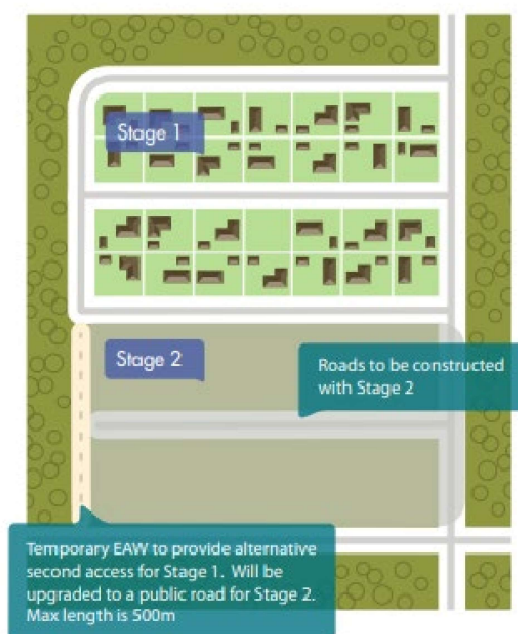 Stage 1
Stage 2
Roads to be constructed
with Stage 2
Temporary EAW to provide alternative
second access for Stage 1. Will be
upgraded to a public road for Stage 2.
Max length is 500m